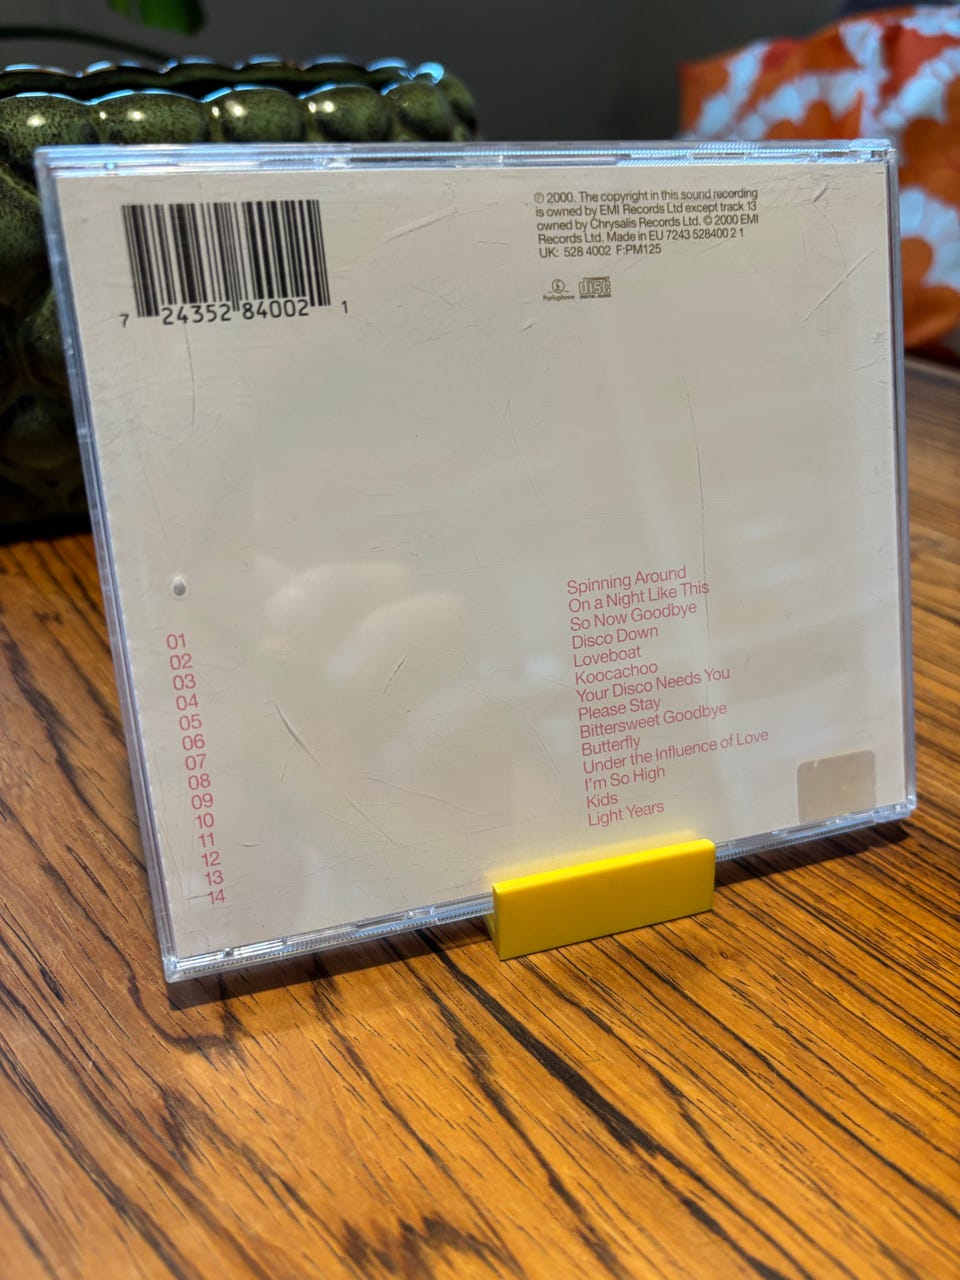 7 24352 84002 1
℗ 2000. The copyright in this sound recording
is owned by EMI Records Ltd except track 13
owned by Chrysalis Records Ltd. © 2000 EMI
Records Ltd. Made in EU 7243 528400 2 1
UK: 528 4002 F:PM125
Parlophone
COMPACT
disc
DIGITAL AUDIO
01 Spinning Around
02 On a Night Like This
03 So Now Goodbye
04 Disco Down
05 Loveboat
06 Koocachoo
07 Your Disco Needs You
08 Please Stay
09 Bittersweet Goodbye
10 Butterfly
11 Under the Influence of Love
12 I'm So High
13 Kids
14 Light Years